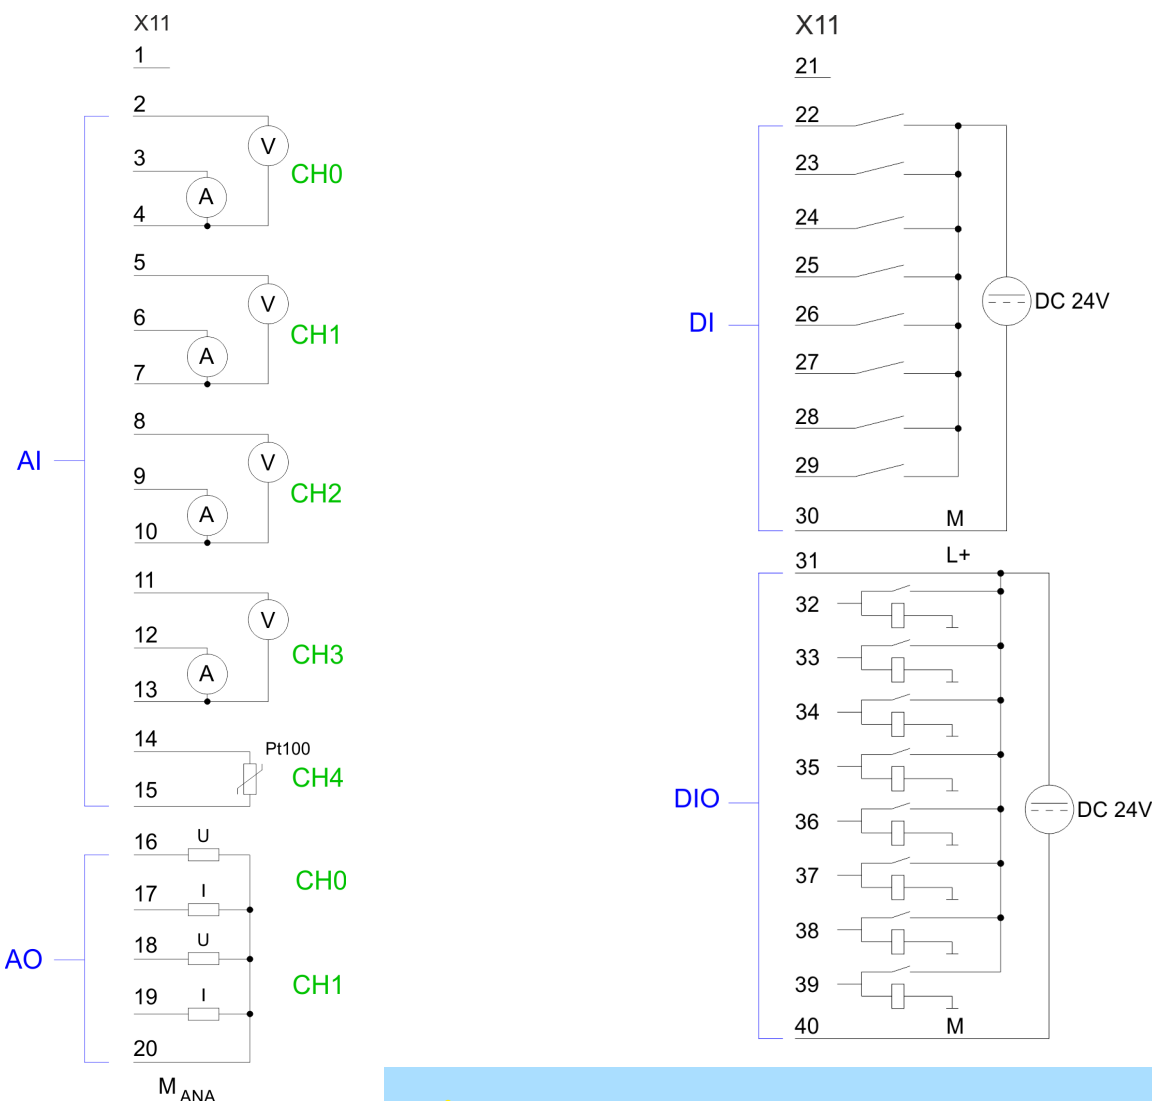 X11
1
2
V
CH0
3
A
4
5
V
CH1
6
A
7
8
V
AI
CH2
9
A
10
11
V
CH3
12
A
13
14
Pt100
CH4
15
16
U
CH0
17
I
AO
18
U
CH1
19
I
20
M ANA
X11
21
22
23
24
25
DC 24V
DI
26
27
28
29
30
M
31
L+
32
33
34
35
DIO
DC 24V
36
37
38
39
40
M